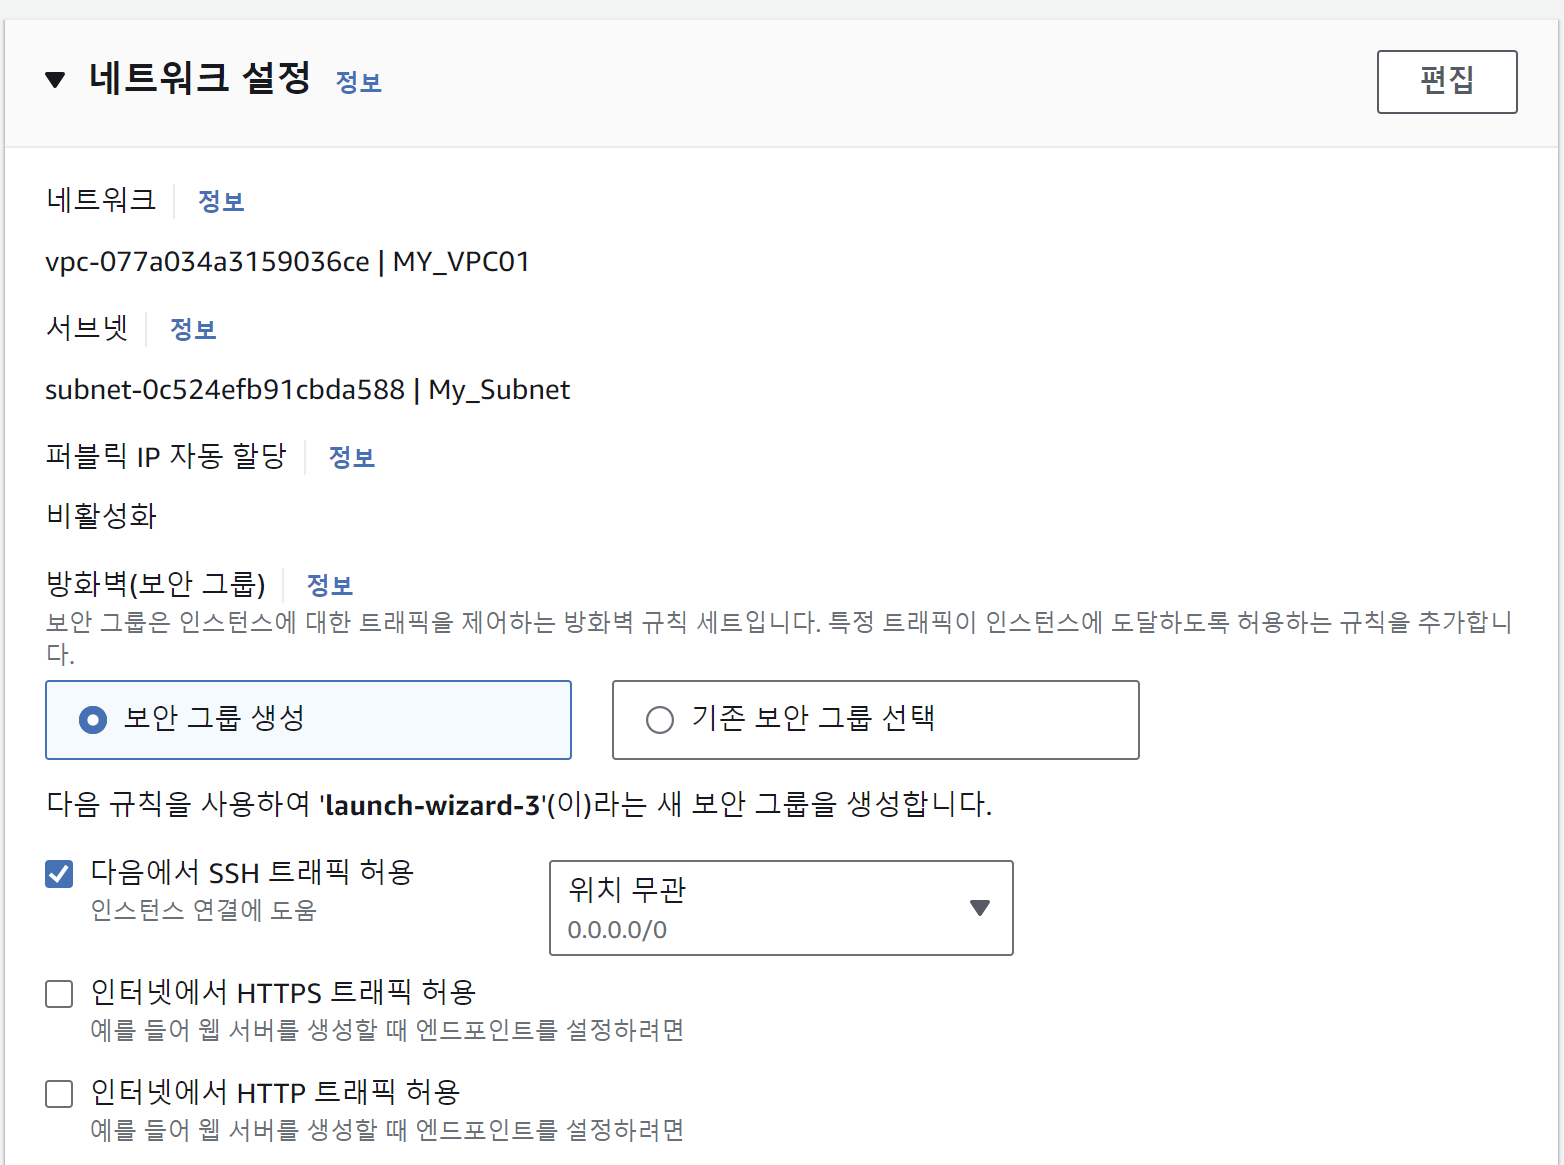 네트워크 설정 정보
편집
네트워크 정보
vpc-077a034a3159036ce | MY_VPC01
서브넷 정보
subnet-0c524efb91cbda588 | My_Subnet
퍼블릭 IP 자동 할당 정보
비활성화
방화벽(보안 그룹) 정보
보안 그룹은 인스턴스에 대한 트래픽을 제어하는 방화벽 규칙 세트입니다. 특정 트래픽이 인스턴스에 도달하도록 허용하는 규칙을 추가합니
다.
보안 그룹 생성
기존 보안 그룹 선택
다음 규칙을 사용하여 'launch-wizard-3'(이)라는 새 보안 그룹을 생성합니다.
다음에서 SSH 트래픽 허용
인스턴스 연결에 도움
위치 무관
0.0.0.0/0
인터넷에서 HTTPS 트래픽 허용
예를 들어 웹 서버를 생성할 때 엔드포인트를 설정하려면
인터넷에서 HTTP 트래픽 허용
예를 들어 웹 서버를 생성할 때 엔드포인트를 설정하려면